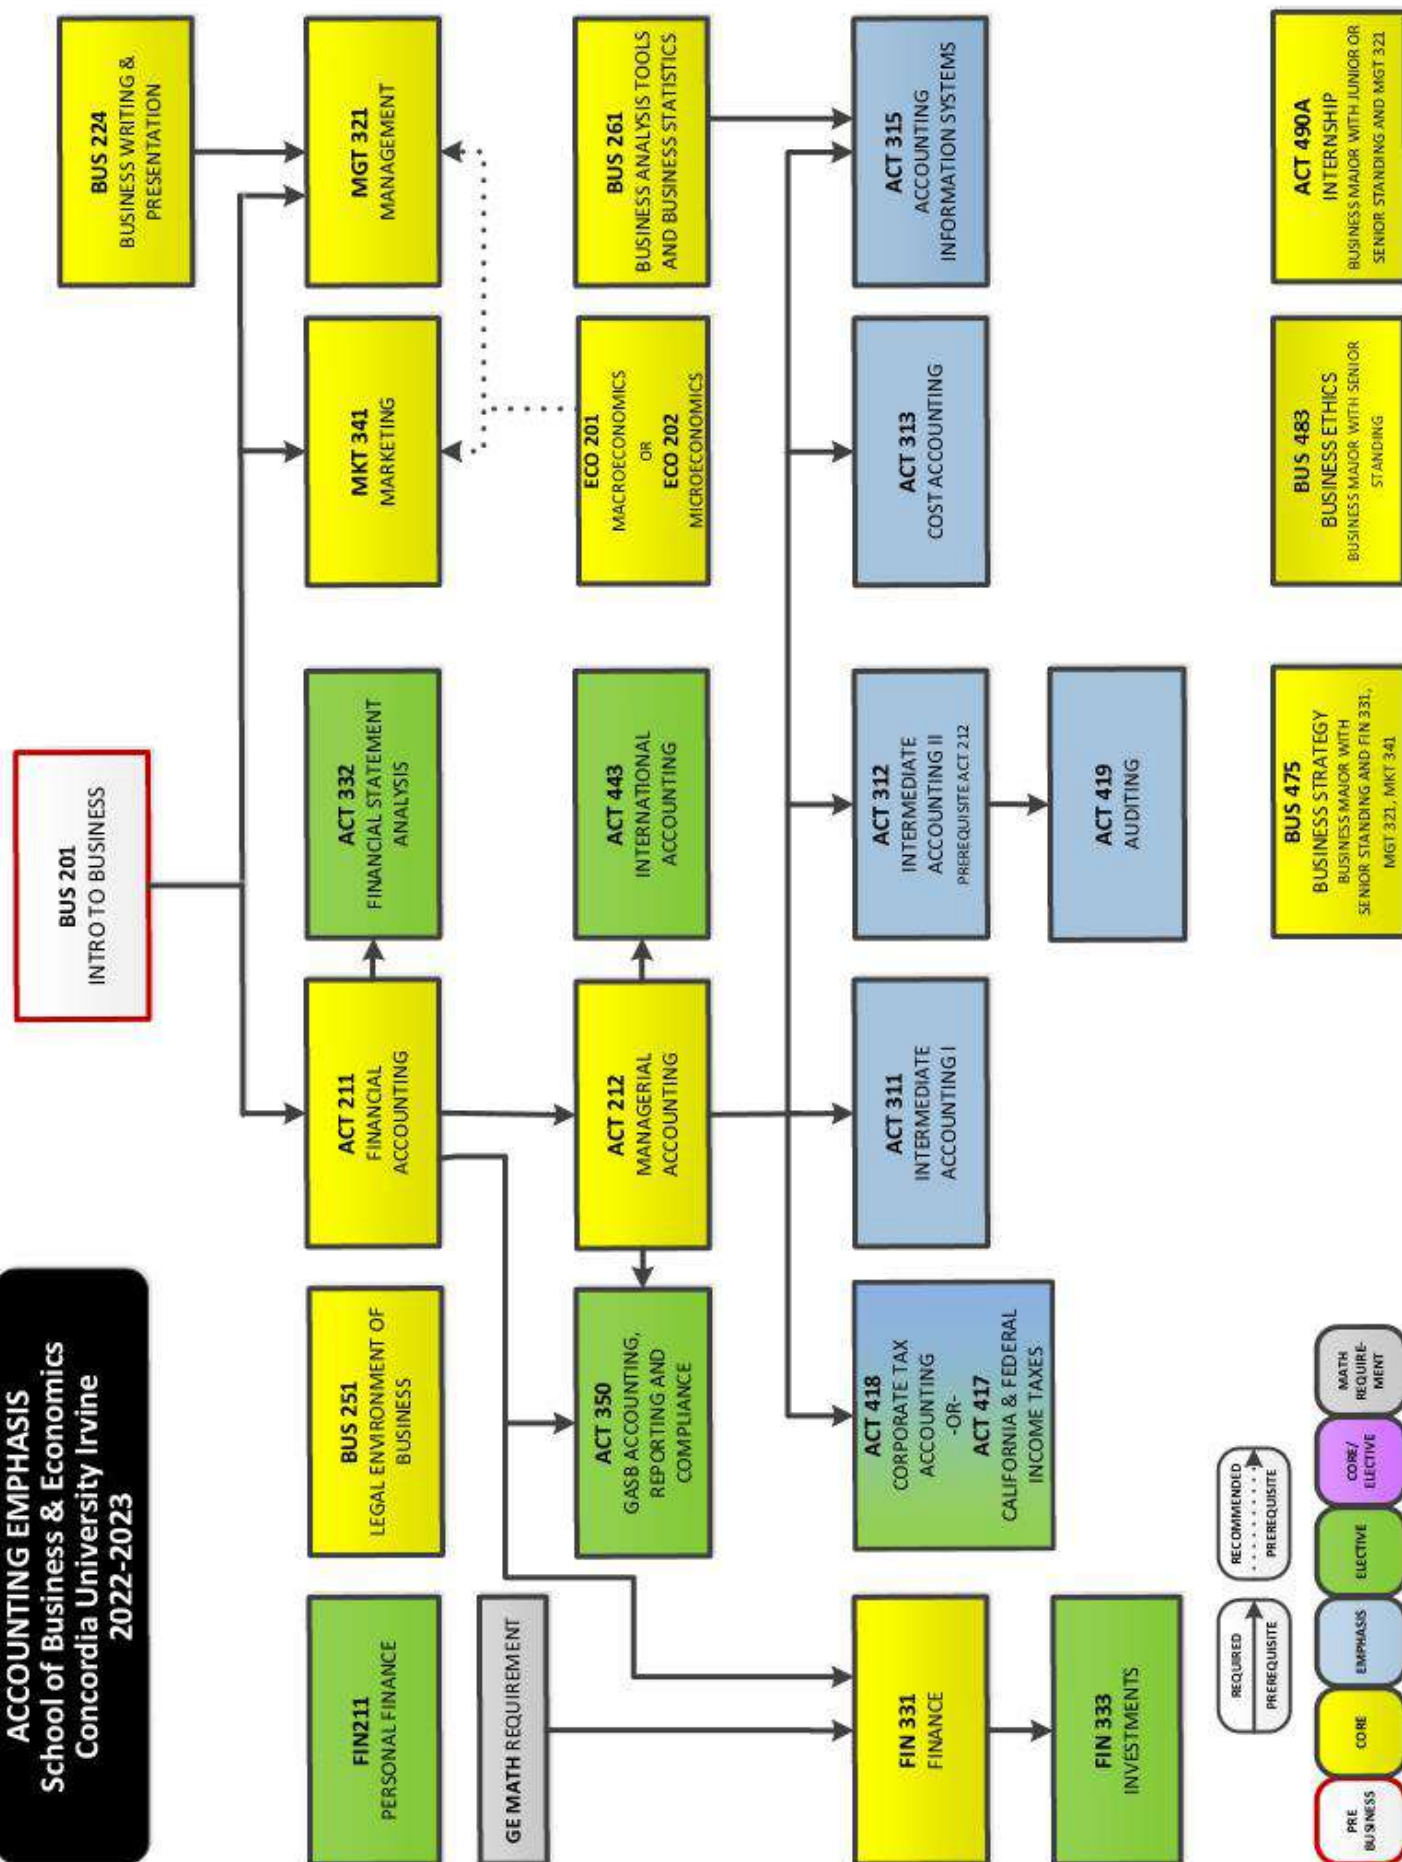 ACCOUNTING EMPHASIS
School of Business & Economics
Concordia University Irvine
2022-2023
BUS 201
INTRO TO BUSINESS
BUS 224
BUSINESS WRITING &
PRESENTATION
FIN211
PERSONAL FINANCE
BUS 251
LEGAL ENVIRONMENT OF
BUSINESS
ACT 211
FINANCIAL
ACCOUNTING
ACT 332
FINANCIAL STATEMENT
ANALYSIS
MKT 341
MARKETING
MGT 321
MANAGEMENT
GE MATH REQUIREMENT
ACT 350
GASB ACCOUNTING,
REPORTING AND
COMPLIANCE
ACT 212
MANAGERIAL
ACCOUNTING
ACT 443
INTERNATIONAL
ACCOUNTING
ECO 201
MACROECONOMICS
OR
ECO 202
MICROECONOMICS
BUS 261
BUSINESS ANALYSIS TOOLS
AND BUSINESS STATISTICS
FIN 331
FINANCE
ACT 418
CORPORATE TAX
ACCOUNTING
-OR-
ACT 417
CALIFORNIA & FEDERAL
INCOME TAXES
ACT 311
INTERMEDIATE
ACCOUNTING I
ACT 312
INTERMEDIATE
ACCOUNTING II
PREREQUISITE ACT 212
ACT 313
COST ACCOUNTING
ACT 315
ACCOUNTING
INFORMATION SYSTEMS
FIN 333
INVESTMENTS
ACT 419
AUDITING
REQUIRED
PREREQUISITE
RECOMMENDED
PREREQUISITE
PRE
BUSINESS
CORE
EMPHASIS
ELECTIVE
CORE/
ELECTIVE
MATH
REQUIRE-
MENT
BUS 475
BUSINESS STRATEGY
BUSINESS MAJOR WITH
SENIOR STANDING AND FIN 331,
MGT 321, MKT 341
BUS 483
BUSINESS ETHICS
BUSINESS MAJOR WITH SENIOR
STANDING
ACT 490A
INTERNSHIP
BUSINESS MAJOR WITH JUNIOR OR
SENIOR STANDING AND MGT 321